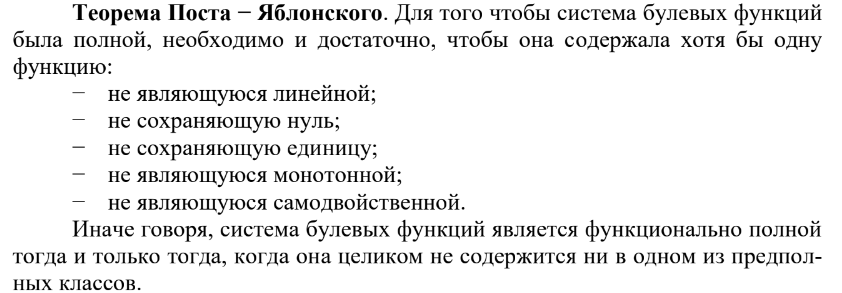 Теорема Поста − Яблонского. Для того чтобы система булевых функций
была полной, необходимо и достаточно, чтобы она содержала хотя бы одну
функцию:
− не являющуюся линейной;
− не сохраняющую нуль;
− не сохраняющую единицу;
− не являющуюся монотонной;
− не являющуюся самодвойственной.
Иначе говоря, система булевых функций является функционально полной
тогда и только тогда, когда она целиком не содержится ни в одном из предпол-
ных классов.